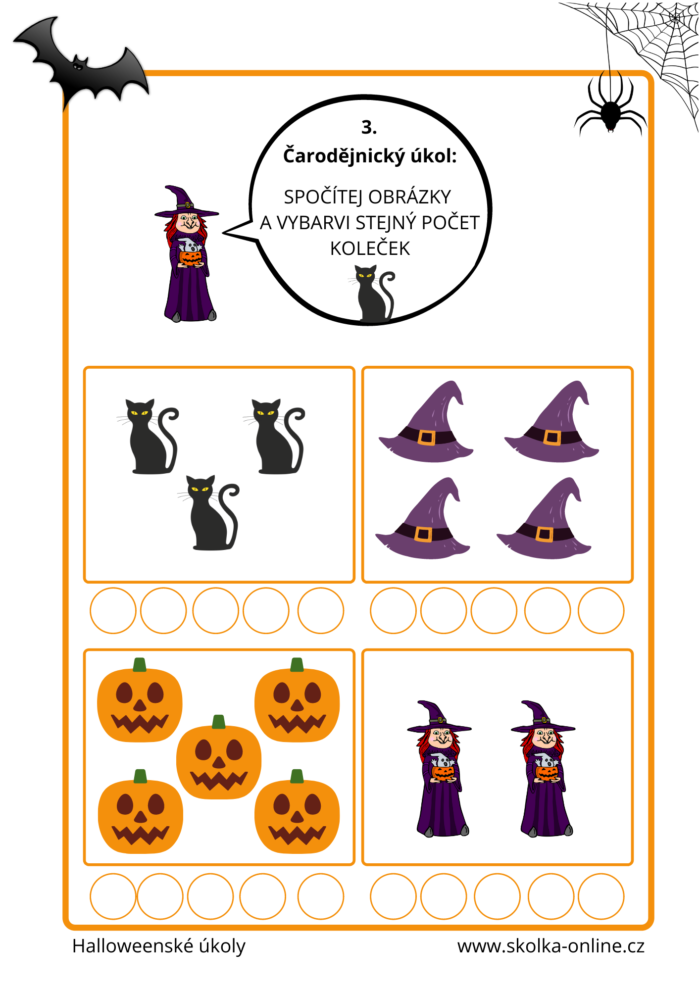 3.
Čarodějnický úkol:
SPOČÍTEJ OBRÁZKY
A VYBARVI STEJNÝ POČET
KOLEČEK
Halloweenské úkoly
www.skolka-online.cz